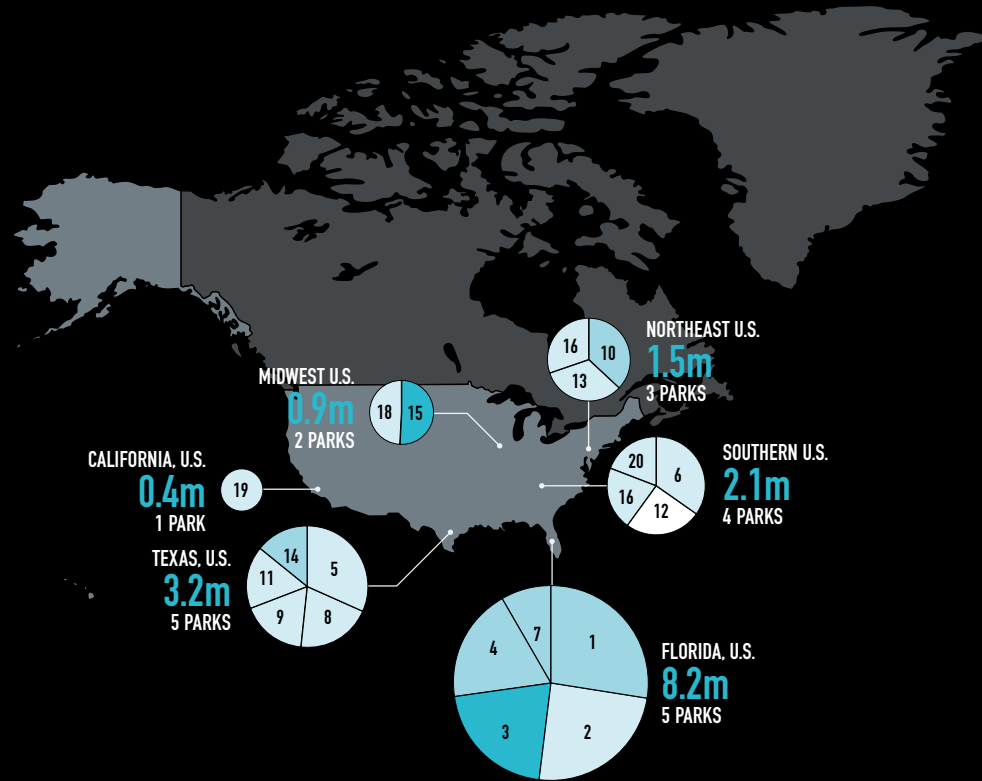 NORTHEAST U.S.
1.5m
3 PARKS
16
10
13
MIDWEST U.S.
0.9m
2 PARKS
18
15
SOUTHERN U.S.
2.1m
4 PARKS
20
6
16
12
CALIFORNIA, U.S.
0.4m
1 PARK
19
TEXAS, U.S.
3.2m
5 PARKS
14
5
11
9
8
FLORIDA, U.S.
8.2m
5 PARKS
7
1
4
3
2